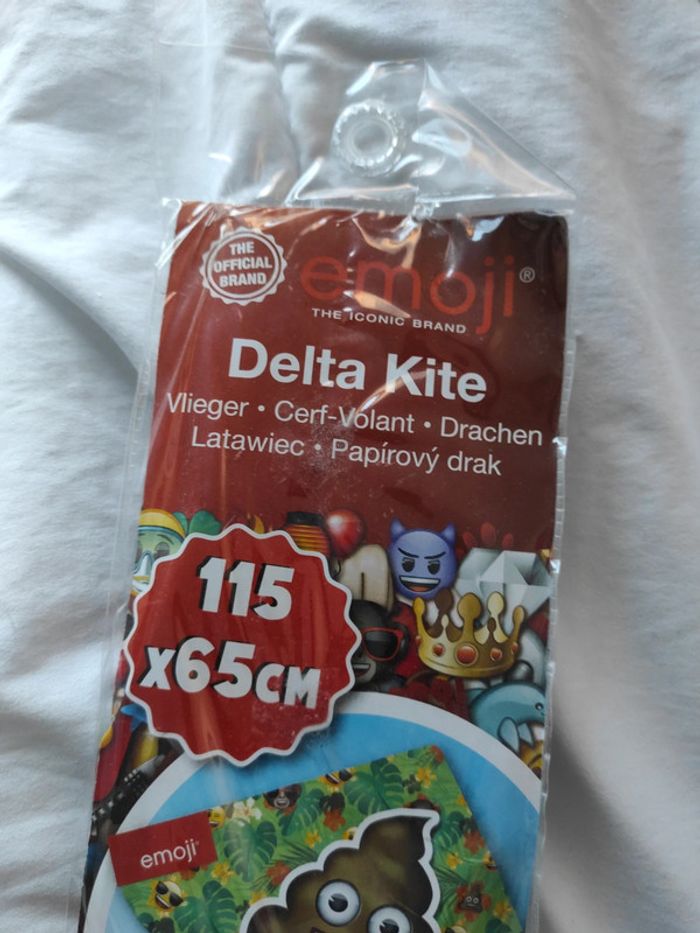 THE
OFFICIAL
BRAND
emoji®
THE ICONIC BRAND
Delta Kite
Vlieger • Cerf-Volant • Drachen
Latawiec • Papírový drak
115
x65CM
emoji